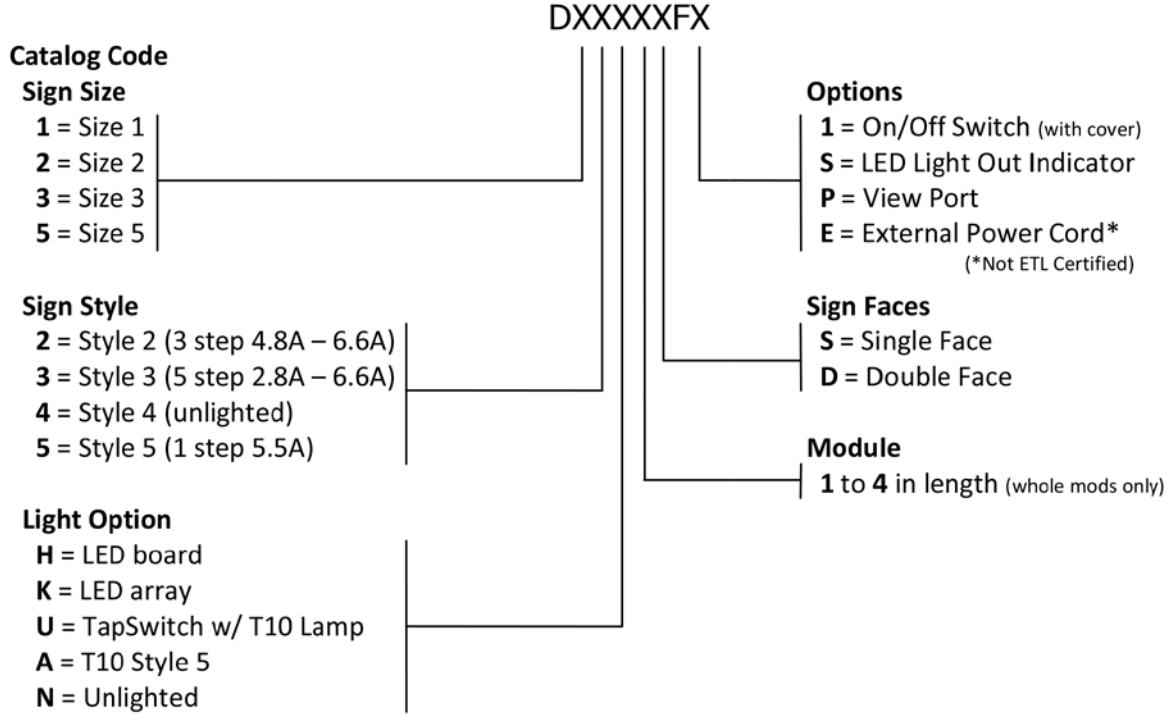 DXXXXXFX
Catalog Code
Sign Size
1 = Size 1
2 = Size 2
3 = Size 3
5 = Size 5
Sign Style
2 = Style 2 (3 step 4.8A – 6.6A)
3 = Style 3 (5 step 2.8A – 6.6A)
4 = Style 4 (unlighted)
5 = Style 5 (1 step 5.5A)
Light Option
H = LED board
K = LED array
U = TapSwitch w/ T10 Lamp
A = T10 Style 5
N = Unlighted
Options
1 = On/Off Switch (with cover)
S = LED Light Out Indicator
P = View Port
E = External Power Cord*
(*Not ETL Certified)
Sign Faces
S = Single Face
D = Double Face
Module
1 to 4 in length (whole mods only)